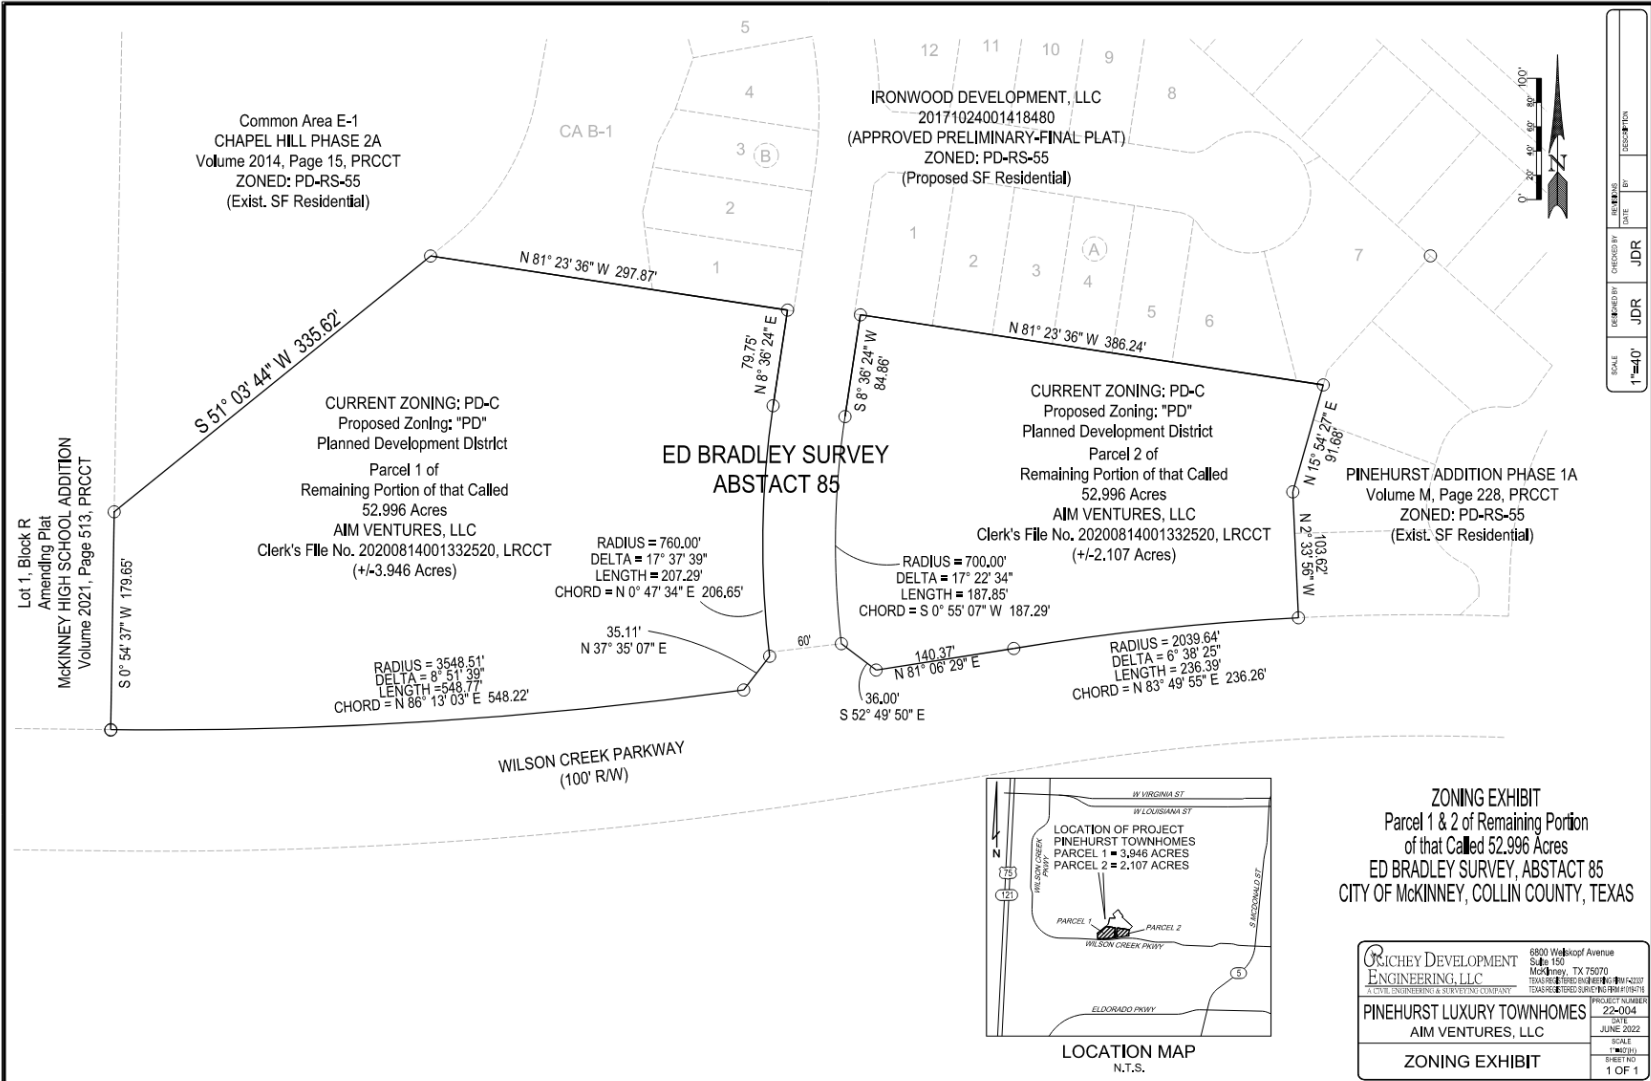 Common Area E-1
CHAPEL HILL PHASE 2A
Volume 2014, Page 15, PRCCT
ZONED: PD-RS-55
(Exist. SF Residential)
CA B-1
5
4
3
B
2
1
IRONWOOD DEVELOPMENT, LLC
20171024001418480
(APPROVED PRELIMINARY-FINAL PLAT)
ZONED: PD-RS-55
(Proposed SF Residential)
12
11
10
9
8
7
1
2
3
A
4
5
6
0'
20'
40'
60'
80'
100'
N
SCALE
1"=40'
DESIGNED BY
JDR
CHECKED BY
JDR
REVISIONS
DATE
BY
DESCRIPTION
N 81° 23' 36" W 297.87'
S 51° 03' 44" W 335.62'
79.75'
N 8° 36' 24" E
S 8° 36' 24" W
84.86'
N 81° 23' 36" W 386.24'
N 15° 54' 27" E
91.68'
103.62'
N 2° 33' 56" W
CURRENT ZONING: PD-C
Proposed Zoning: "PD"
Planned Development District
Parcel 1 of
Remaining Portion of that Called
52.996 Acres
AIM VENTURES, LLC
Clerk's File No. 20200814001332520, LRCCT
(+/-3.946 Acres)
ED BRADLEY SURVEY
ABSTACT 85
CURRENT ZONING: PD-C
Proposed Zoning: "PD"
Planned Development District
Parcel 2 of
Remaining Portion of that Called
52.996 Acres
AIM VENTURES, LLC
Clerk's File No. 20200814001332520, LRCCT
(+/-2.107 Acres)
PINEHURST ADDITION PHASE 1A
Volume M, Page 228, PRCCT
ZONED: PD-RS-55
(Exist. SF Residential)
Lot 1, Block R
Amending Plat
McKINNEY HIGH SCHOOL ADDITION
Volume 2021, Page 513, PRCCT
S 0° 54' 37" W 179.65'
RADIUS = 760.00'
DELTA = 17° 37' 39"
LENGTH = 207.29'
CHORD = N 0° 47' 34" E 206.65'
RADIUS = 700.00'
DELTA = 17° 22' 34"
LENGTH = 187.85'
CHORD = S 0° 55' 07" W 187.29'
35.11'
N 37° 35' 07" E
60'
RADIUS = 3548.51'
DELTA = 8° 51' 39"
LENGTH =548.77'
CHORD = N 86° 13' 03" E 548.22'
140.37'
N 81° 06' 29" E
36.00'
S 52° 49' 50" E
RADIUS = 2039.64'
DELTA = 6° 38' 25"
LENGTH = 236.39'
CHORD = N 83° 49' 55" E 236.26'
WILSON CREEK PARKWAY
(100' R/W)
W VIRGINIA ST
W LOUISIANA ST
LOCATION OF PROJECT
PINEHURST TOWNHOMES
PARCEL 1 = 3.946 ACRES
PARCEL 2 = 2.107 ACRES
N
75
121
WILSON CREEK
PKWY
S MCDONALD ST
PARCEL 1
PARCEL 2
WILSON CREEK PKWY
5
ELDORADO PKWY
LOCATION MAP
N.T.S.
ZONING EXHIBIT
Parcel 1 & 2 of Remaining Portion
of that Called 52.996 Acres
ED BRADLEY SURVEY, ABSTACT 85
CITY OF McKINNEY, COLLIN COUNTY, TEXAS
RICHEY DEVELOPMENT
ENGINEERING, LLC
A CIVIL ENGINEERING & SURVEYING COMPANY
6800 Weiskopf Avenue
Suite 150
McKinney, TX 75070
TEXAS REGISTERED ENGINEERING FIRM
TEXAS REGISTERED SURVEYING FIRM
PINEHURST LUXURY TOWNHOMES
AIM VENTURES, LLC
ZONING EXHIBIT
PROJECT NUMBER
22-004
DATE
JUNE 2022
SCALE
1"=40'(H)
SHEET NO
1 OF 1